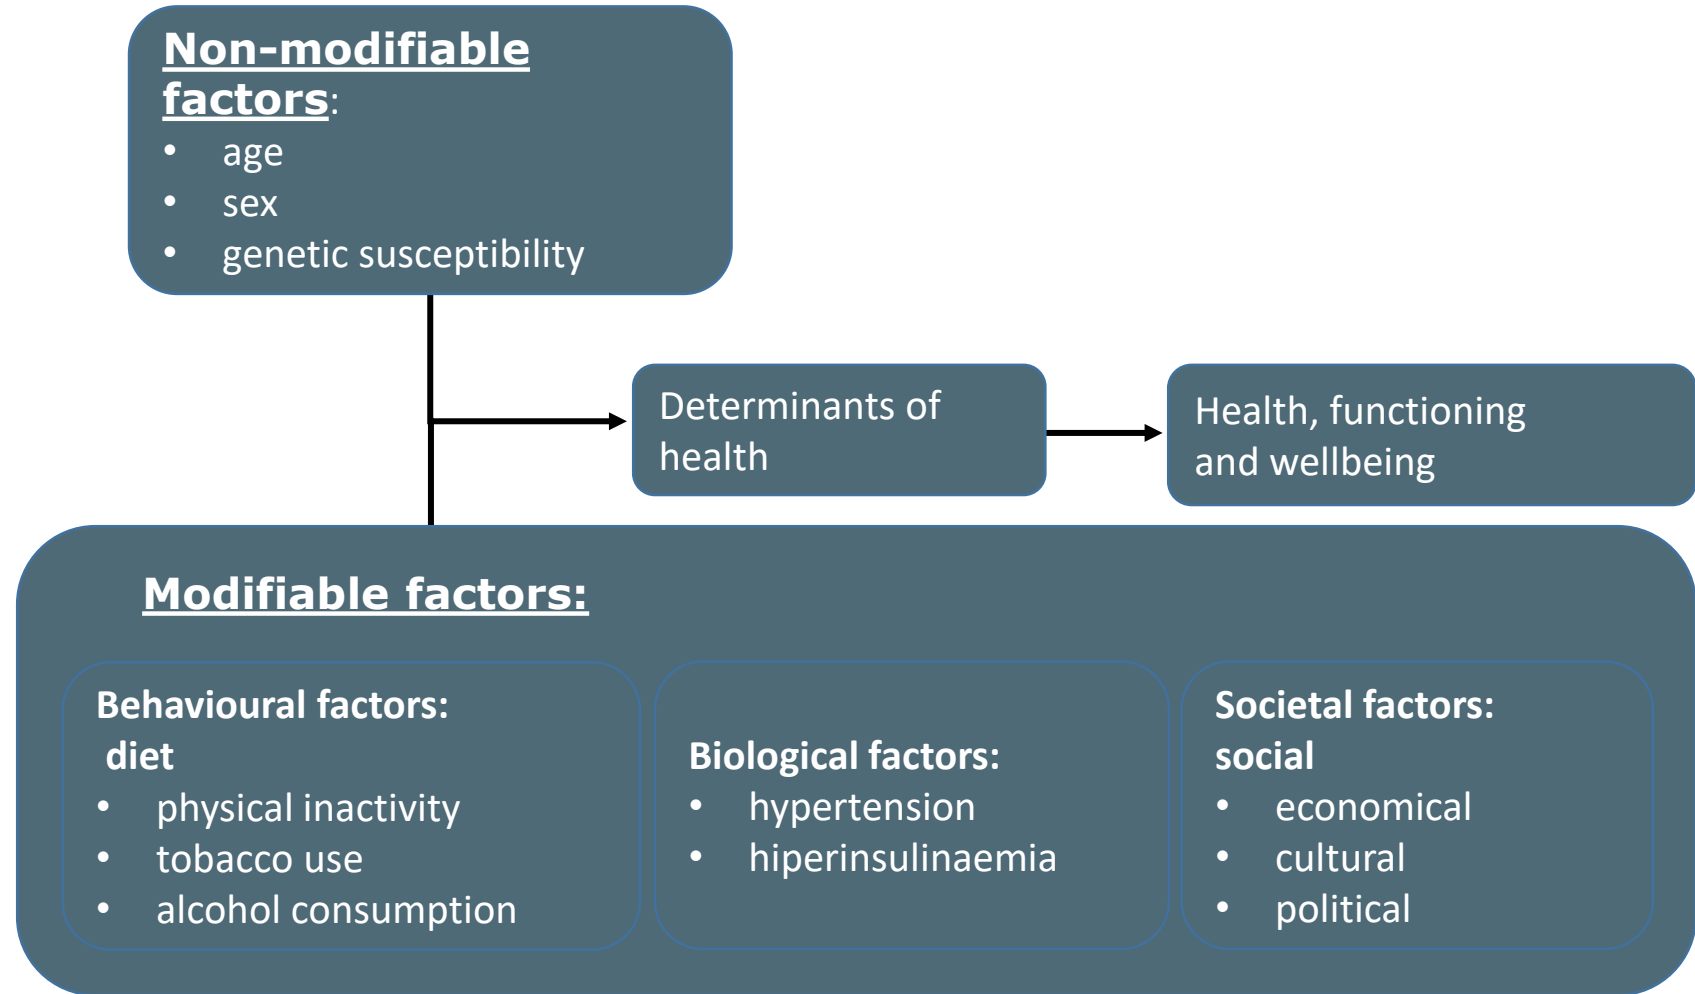 Non-modifiable
factors:
• age
• sex
• genetic susceptibility
Determinants of
health
Health, functioning
and wellbeing
Modifiable factors:
Behavioural factors:
diet
• physical inactivity
• tobacco use
• alcohol consumption
Biological factors:
• hypertension
• hiperinsulinaemia
Societal factors:
social
• economical
• cultural
• political